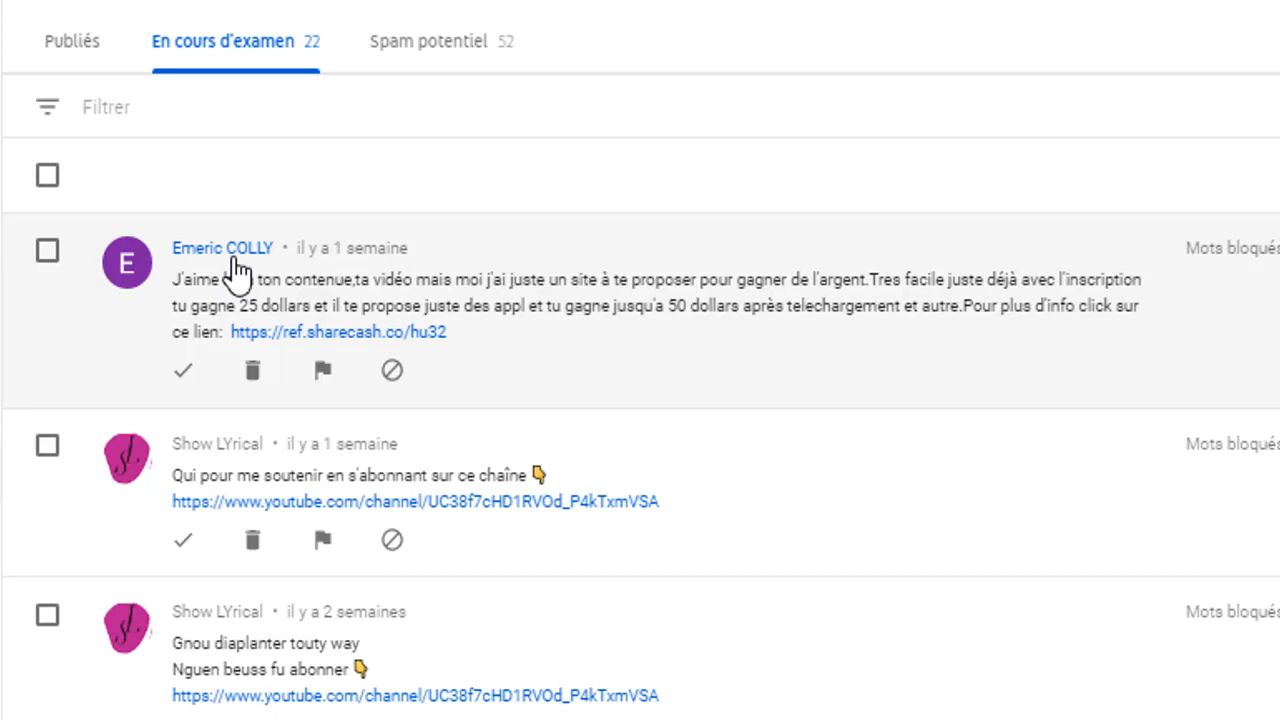 Publiés En cours d'examen 22 Spam potentiel 52
Filtrer
Emeric COLLY • il y a 1 semaine Mots bloqués
E
J'aime ton contenue,ta vidéo mais moi j'ai juste un site à te proposer pour gagner de l'argent.Tres facile juste déjà avec l'inscription
tu gagne 25 dollars et il te propose juste des appl et tu gagne jusqu'a 50 dollars après telechargement et autre.Pour plus d'info click sur
ce lien: https://ref.sharecash.co/hu32
Show LYrical • il y a 1 semaine Mots bloqués
sL
Qui pour me soutenir en s'abonnant sur ce chaîne 👇
https://www.youtube.com/channel/UC38f7cHD1RVOd_P4kTxmVSA
Show LYrical • il y a 2 semaines Mots bloqués
sL
Gnou diaplanter touty way
Nguen beuss fu abonner 👇
https://www.youtube.com/channel/UC38f7cHD1RVOd_P4kTxmVSA